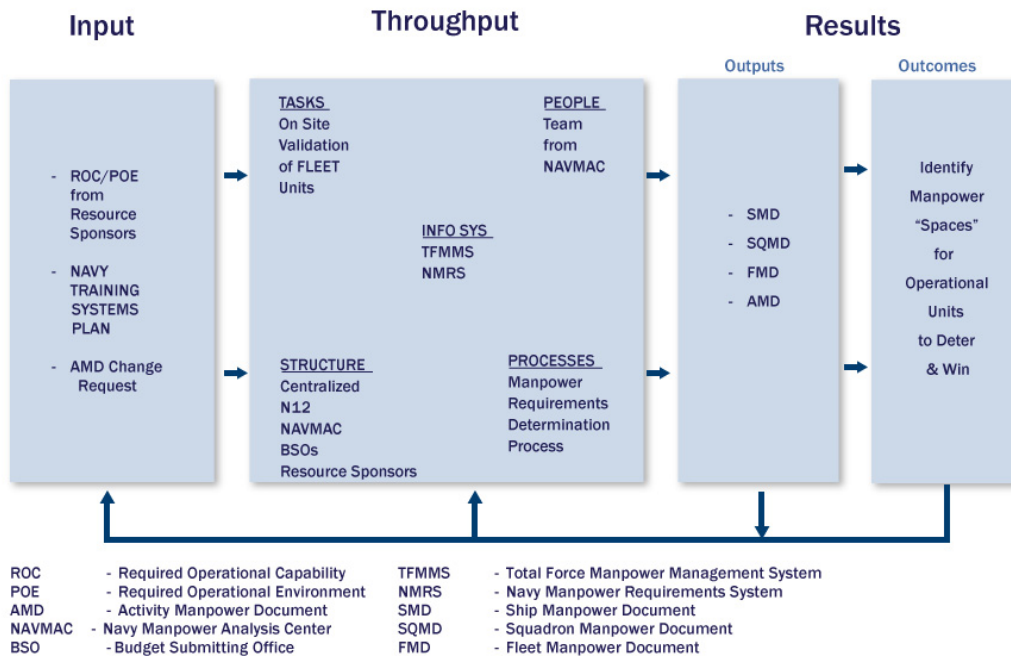 Input
Throughput
Results
Outputs
Outcomes
- ROC/POE
from
Resource
Sponsors
- NAVY
TRAINING
SYSTEMS
PLAN
- AMD Change
Request
TASKS
On Site
Validation
of FLEET
Units
PEOPLE
Team
from
NAVMAC
INFO SYS
TFMMS
NMRS
STRUCTURE
Centralized
N12
NAVMAC
BSOs
Resource Sponsors
PROCESSES
Manpower
Requirements
Determination
Process
- SMD
- SQMD
- FMD
- AMD
Identify
Manpower
“Spaces”
for
Operational
Units
to Deter
& Win
ROC - Required Operational Capability
POE - Required Operational Environment
AMD - Activity Manpower Document
NAVMAC - Navy Manpower Analysis Center
BSO - Budget Submitting Office
TFMMS - Total Force Manpower Management System
NMRS - Navy Manpower Requirements System
SMD - Ship Manpower Document
SQMD - Squadron Manpower Document
FMD - Fleet Manpower Document